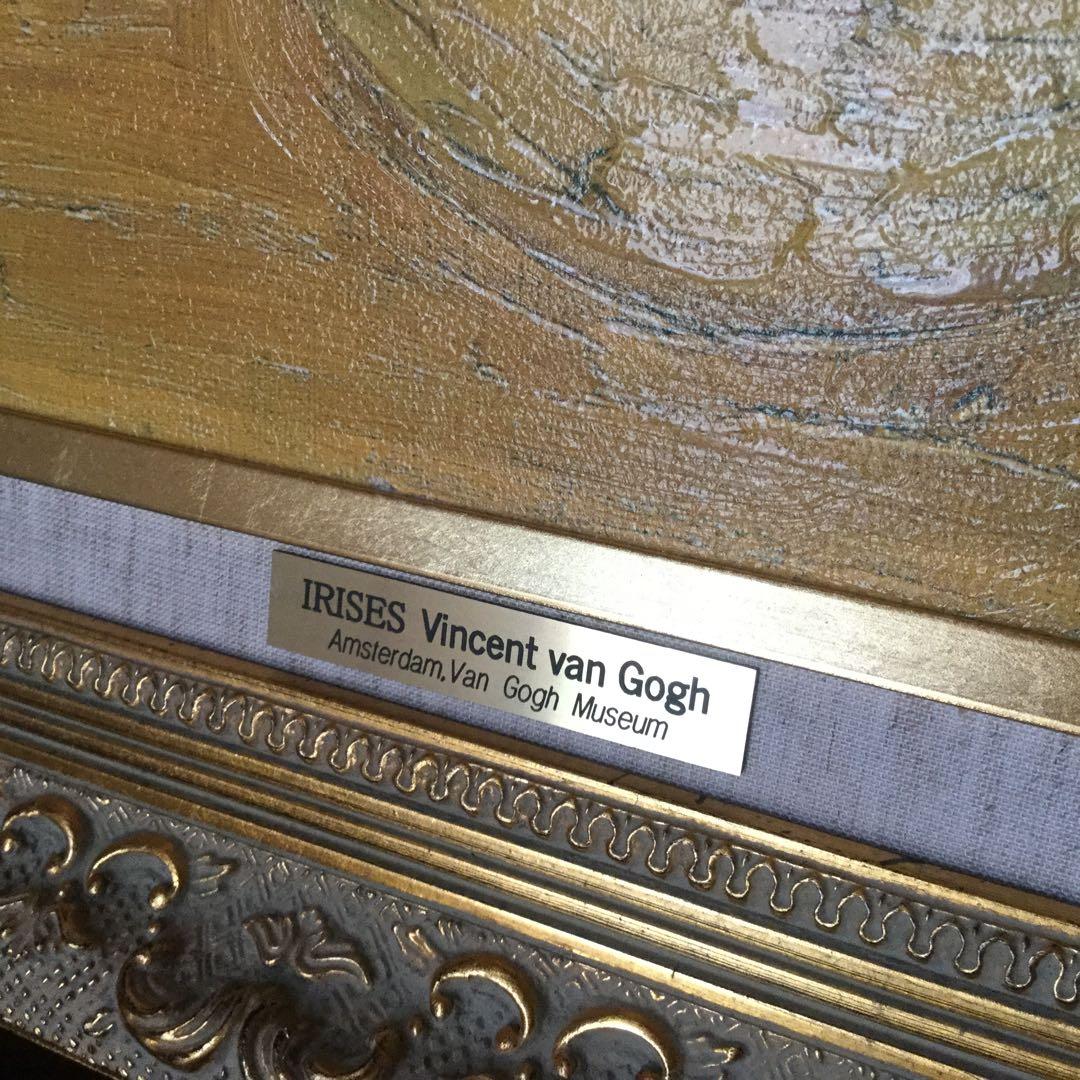 IRISES Vincent van Gogh
Amsterdam,Van Gogh Museum